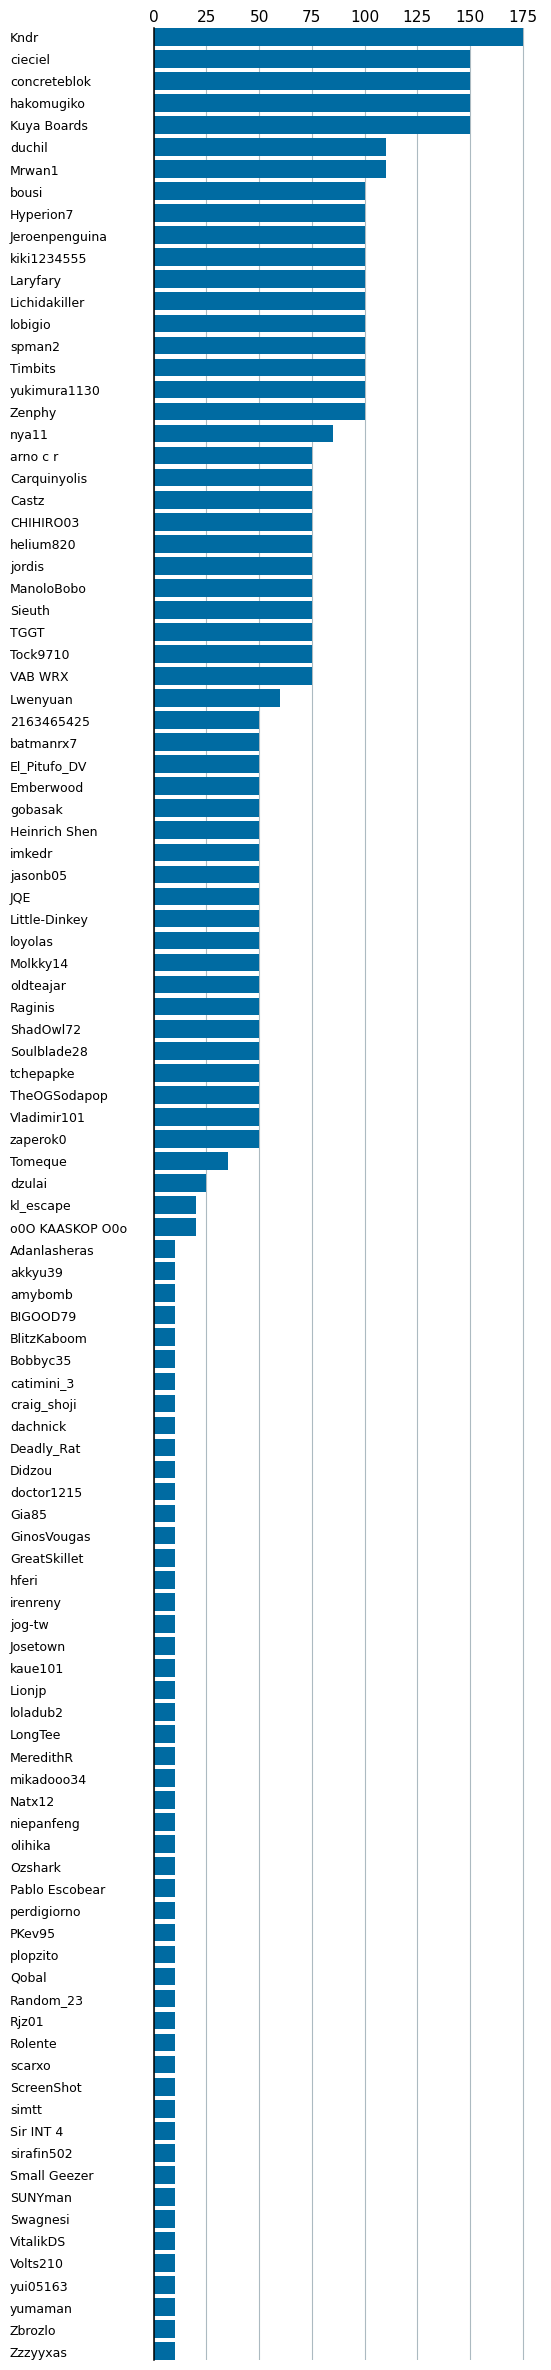 0 25 50 75 100 125 150 175
Kndr
cieciel
concreteblok
hakomugiko
Kuya Boards
duchil
Mrwan1
bousi
Hyperion7
Jeroenpenguina
kiki1234555
Laryfary
Lichidakiller
lobigio
spman2
Timbits
yukimura1130
Zenphy
nya11
arno c r
Carquinyolis
Castz
CHIHIRO03
helium820
jordis
ManoloBobo
Sieuth
TGGT
Tock9710
VAB WRX
Lwenyuan
2163465425
batmanrx7
El_Pitufo_DV
Emberwood
gobasak
Heinrich Shen
imkedr
jasonb05
JQE
Little-Dinkey
loyolas
Molkky14
oldteajar
Raginis
ShadOwl72
Soulblade28
tchepapke
TheOGSodapop
Vladimir101
zaperok0
Tomeque
dzulai
kl_escape
o0O KAASKOP O0o
Adanlasheras
akkyu39
amybomb
BIGOOD79
BlitzKaboom
Bobbyc35
catimini_3
craig_shoji
dachnick
Deadly_Rat
Didzou
doctor1215
Gia85
GinosVougas
GreatSkillet
hferi
irenreny
jog-tw
Josetown
kaue101
Lionjp
loladub2
LongTee
MeredithR
mikadooo34
Natx12
niepanfeng
olihika
Ozshark
Pablo Escobear
perdigiorno
PKev95
plopzito
Qobal
Random_23
Rjz01
Rolente
scarxo
ScreenShot
simtt
Sir INT 4
sirafin502
Small Geezer
SUNYman
Swagnesi
VitalikDS
Volts210
yui05163
yumaman
Zbrozlo
Zzzyyxas